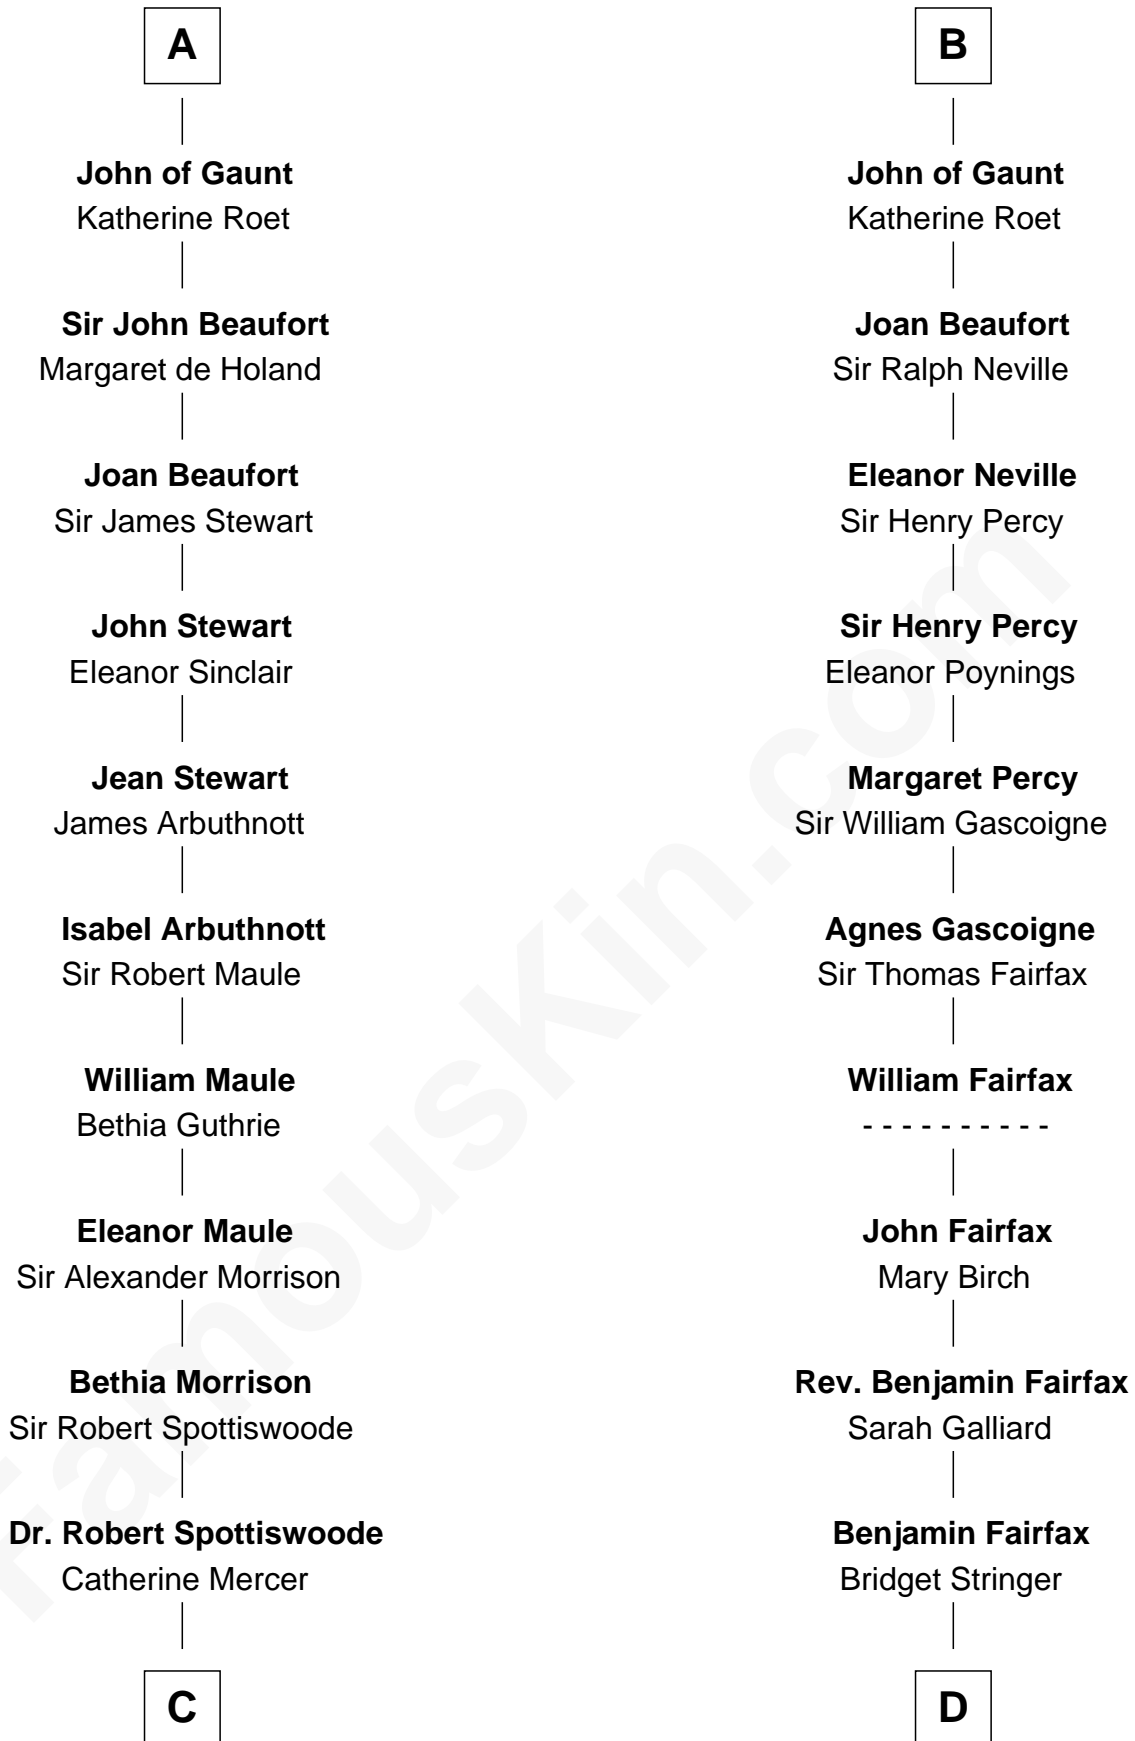 A
John of Gaunt
Katherine Roet
Sir John Beaufort
Margaret de Holand
Joan Beaufort
Sir James Stewart
John Stewart
Eleanor Sinclair
Jean Stewart
James Arbuthnott
Isabel Arbuthnott
Sir Robert Maule
William Maule
Bethia Guthrie
Eleanor Maule
Sir Alexander Morrison
Bethia Morrison
Sir Robert Spottiswoode
Dr. Robert Spottiswoode
Catherine Mercer
C
B
John of Gaunt
Katherine Roet
Joan Beaufort
Sir Ralph Neville
Eleanor Neville
Sir Henry Percy
Sir Henry Percy
Eleanor Poynings
Margaret Percy
Sir William Gascoigne
Agnes Gascoigne
Sir Thomas Fairfax
William Fairfax
- - - - - - - - - -
John Fairfax
Mary Birch
Rev. Benjamin Fairfax
Sarah Galliard
Benjamin Fairfax
Bridget Stringer
D
FamousKin.com